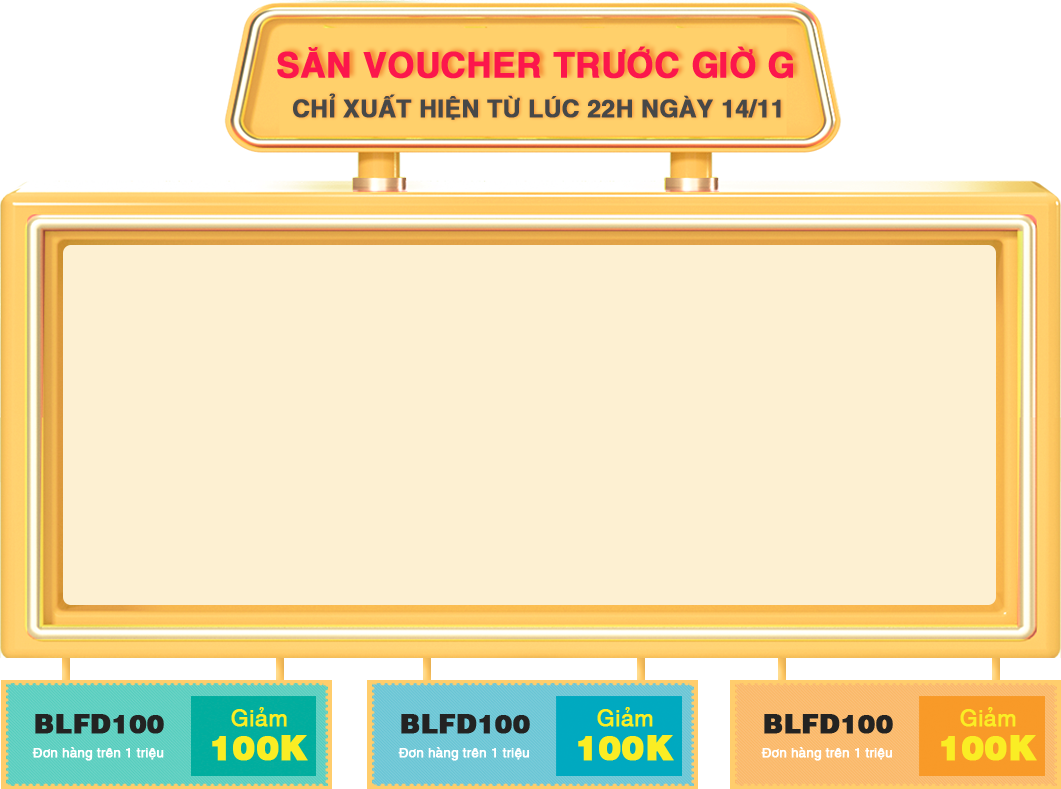 SĂN VOUCHER TRƯỚC GIỜ G
CHỈ XUẤT HIỆN TỪ LÚC 22H NGÀY 14/11
BLFD100
Đơn hàng trên 1 triệu
Giảm
100K
BLFD100
Đơn hàng trên 1 triệu
Giảm
100K
BLFD100
Đơn hàng trên 1 triệu
Giảm
100K